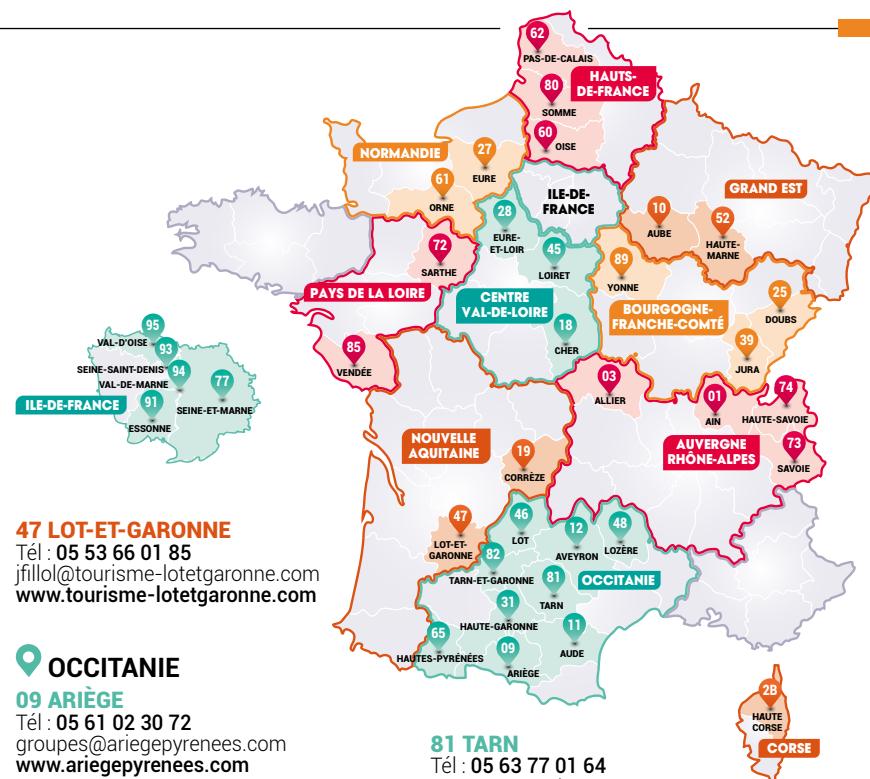 62
PAS-DE-CALAIS
HAUTS-
DE-FRANCE
80
SOMME
60
OISE
NORMANDIE
27
EURE
61
ORNE
ILE-DE-
FRANCE
GRAND EST
10
AUBE
52
HAUTE-
MARNE
28
EURE-
ET-LOIR
45
LOIRET
72
SARTHE
89
YONNE
PAYS DE LA LOIRE
CENTRE
VAL-DE-LOIRE
BOURGOGNE-
FRANCHE-COMTÉ
25
DOUBS
18
CHER
39
JURA
85
VENDÉE
95
VAL-D'OISE
93
SEINE-SAINT-DENIS
94
VAL-DE-MARNE
77
SEINE-ET-MARNE
91
ESSONNE
ILE-DE-FRANCE
03
ALLIER
01
AIN
74
HAUTE-SAVOIE
73
SAVOIE
AUVERGNE
RHÔNE-ALPES
NOUVELLE
AQUITAINE
19
CORRÈZE
47
LOT-ET-
GARONNE
46
LOT
12
AVEYRON
48
LOZÈRE
82
TARN-ET-GARONNE
81
TARN
OCCITANIE
31
HAUTE-GARONNE
65
HAUTES-PYRÉNÉES
09
ARIÈGE
11
AUDE
2B
HAUTE
CORSE
CORSE
47 LOT-ET-GARONNE
Tél : 05 53 66 01 85
jfillol@tourisme-lotetgaronne.com
www.tourisme-lotetgaronne.com
OCCITANIE
09 ARIÈGE
Tél : 05 61 02 30 72
groupes@ariegepyrenees.com
www.ariegepyrenees.com
81 TARN
Tél : 05 63 77 01 64